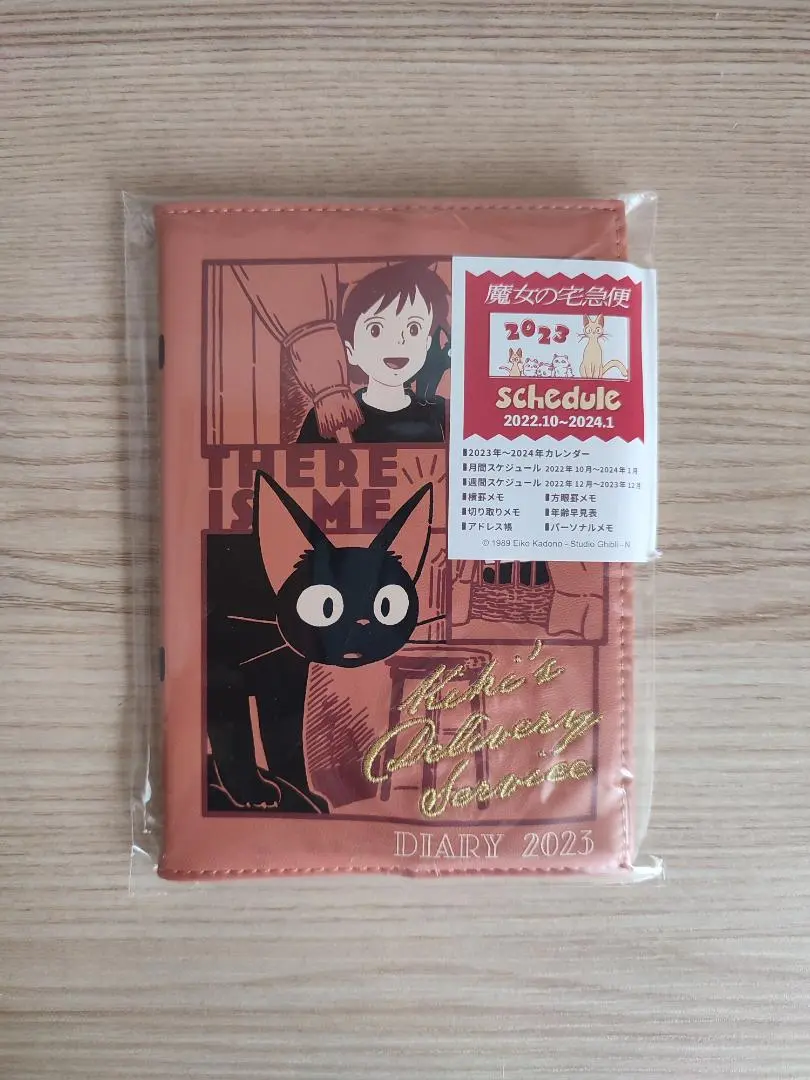 THERE
IS ME
Kiki's
Delivery
Service
DIARY 2023
魔女の宅急便
2023
schedule
2022.10~2024.1
2023年~2024年カレンダー
月間スケジュール 2022年10月~2024年1月
週間スケジュール 2022年12月~2023年12月
横罫メモ 方眼罫メモ
切り取りメモ 年齢早見表
アドレス帳 パーソナルメモ
© 1989 Eiko Kadono - Studio Ghibli - N